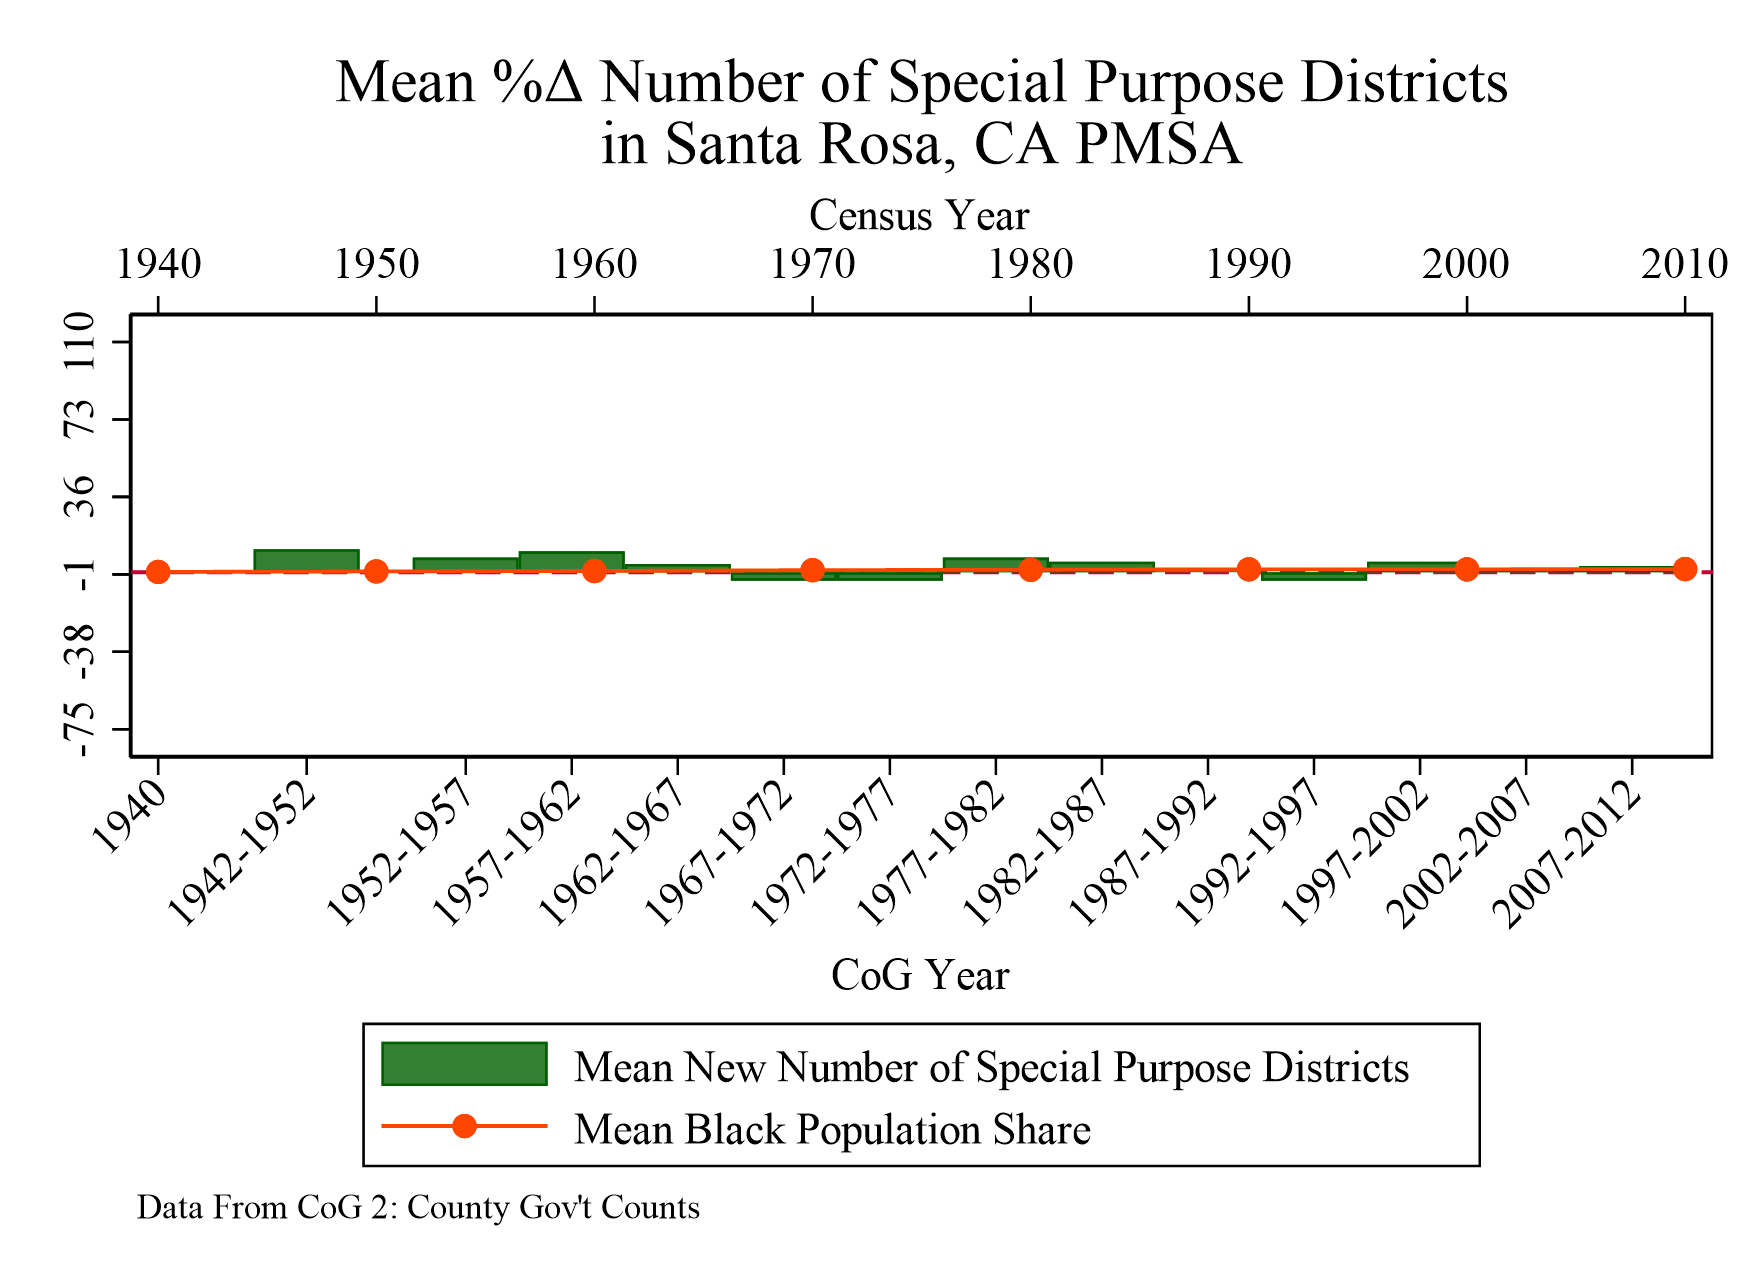 Mean %Δ Number of Special Purpose Districts
in Santa Rosa, CA PMSA
Census Year
1940 1950 1960 1970 1980 1990 2000 2010
110
73
36
-1
-38
-75
1940 1942-1952 1952-1957 1957-1962 1962-1967 1967-1972 1972-1977 1977-1982 1982-1987 1987-1992 1992-1997 1997-2002 2002-2007 2007-2012
CoG Year
Mean New Number of Special Purpose Districts
Mean Black Population Share
Data From CoG 2: County Gov't Counts